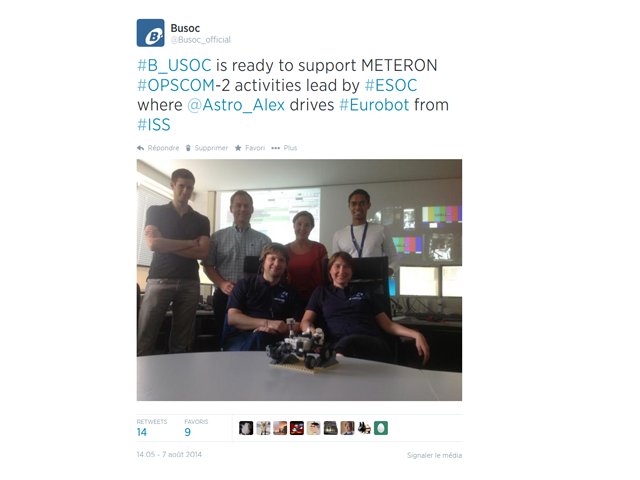 Busoc
@Busoc_official
#B_USOC is ready to support METERON
#OPSCOM-2 activities lead by #ESOC
where @Astro_Alex drives #Eurobot from
#ISS
Répondre Supprimer Favori Plus
RETWEETS FAVORIS
14 9
14:05 - 7 août 2014 Signaler le média